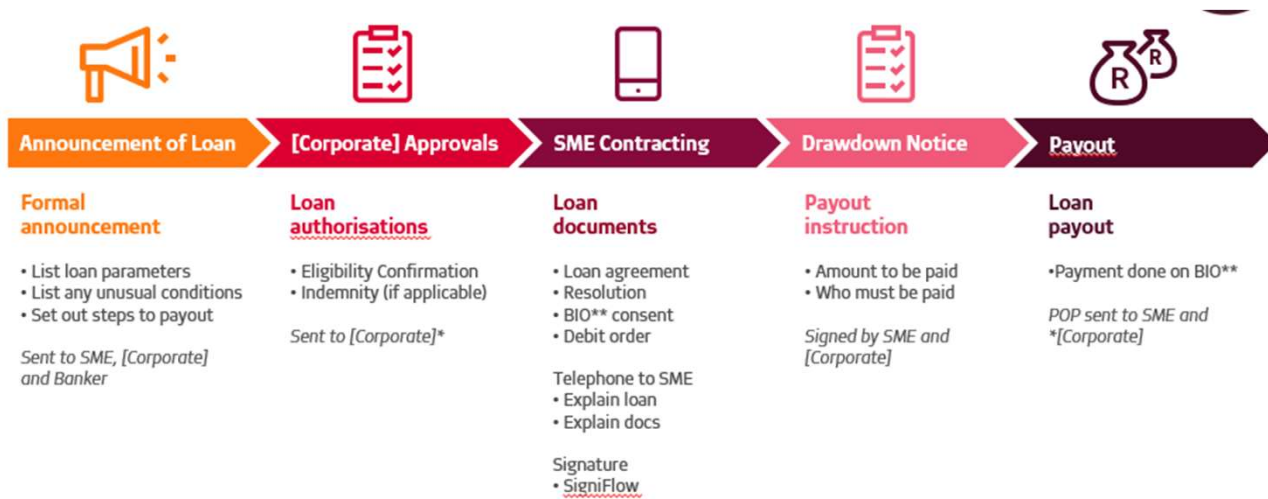 R
R
Announcement of Loan
[Corporate] Approvals
SME Contracting
Drawdown Notice
Payout
Formal
announcement
• List loan parameters
• List any unusual conditions
• Set out steps to payout
Sent to SME, [Corporate]
and Banker
Loan
authorisations
• Eligibility Confirmation
• Indemnity (if applicable)
Sent to [Corporate]*
Loan
documents
• Loan agreement
• Resolution
• BIO** consent
• Debit order
Telephone to SME
• Explain loan
• Explain docs
Signature
• SigniFlow
Payout
instruction
• Amount to be paid
• Who must be paid
Signed by SME and
[Corporate]
Loan
payout
•Payment done on BIO**
POP sent to SME and
*[Corporate]